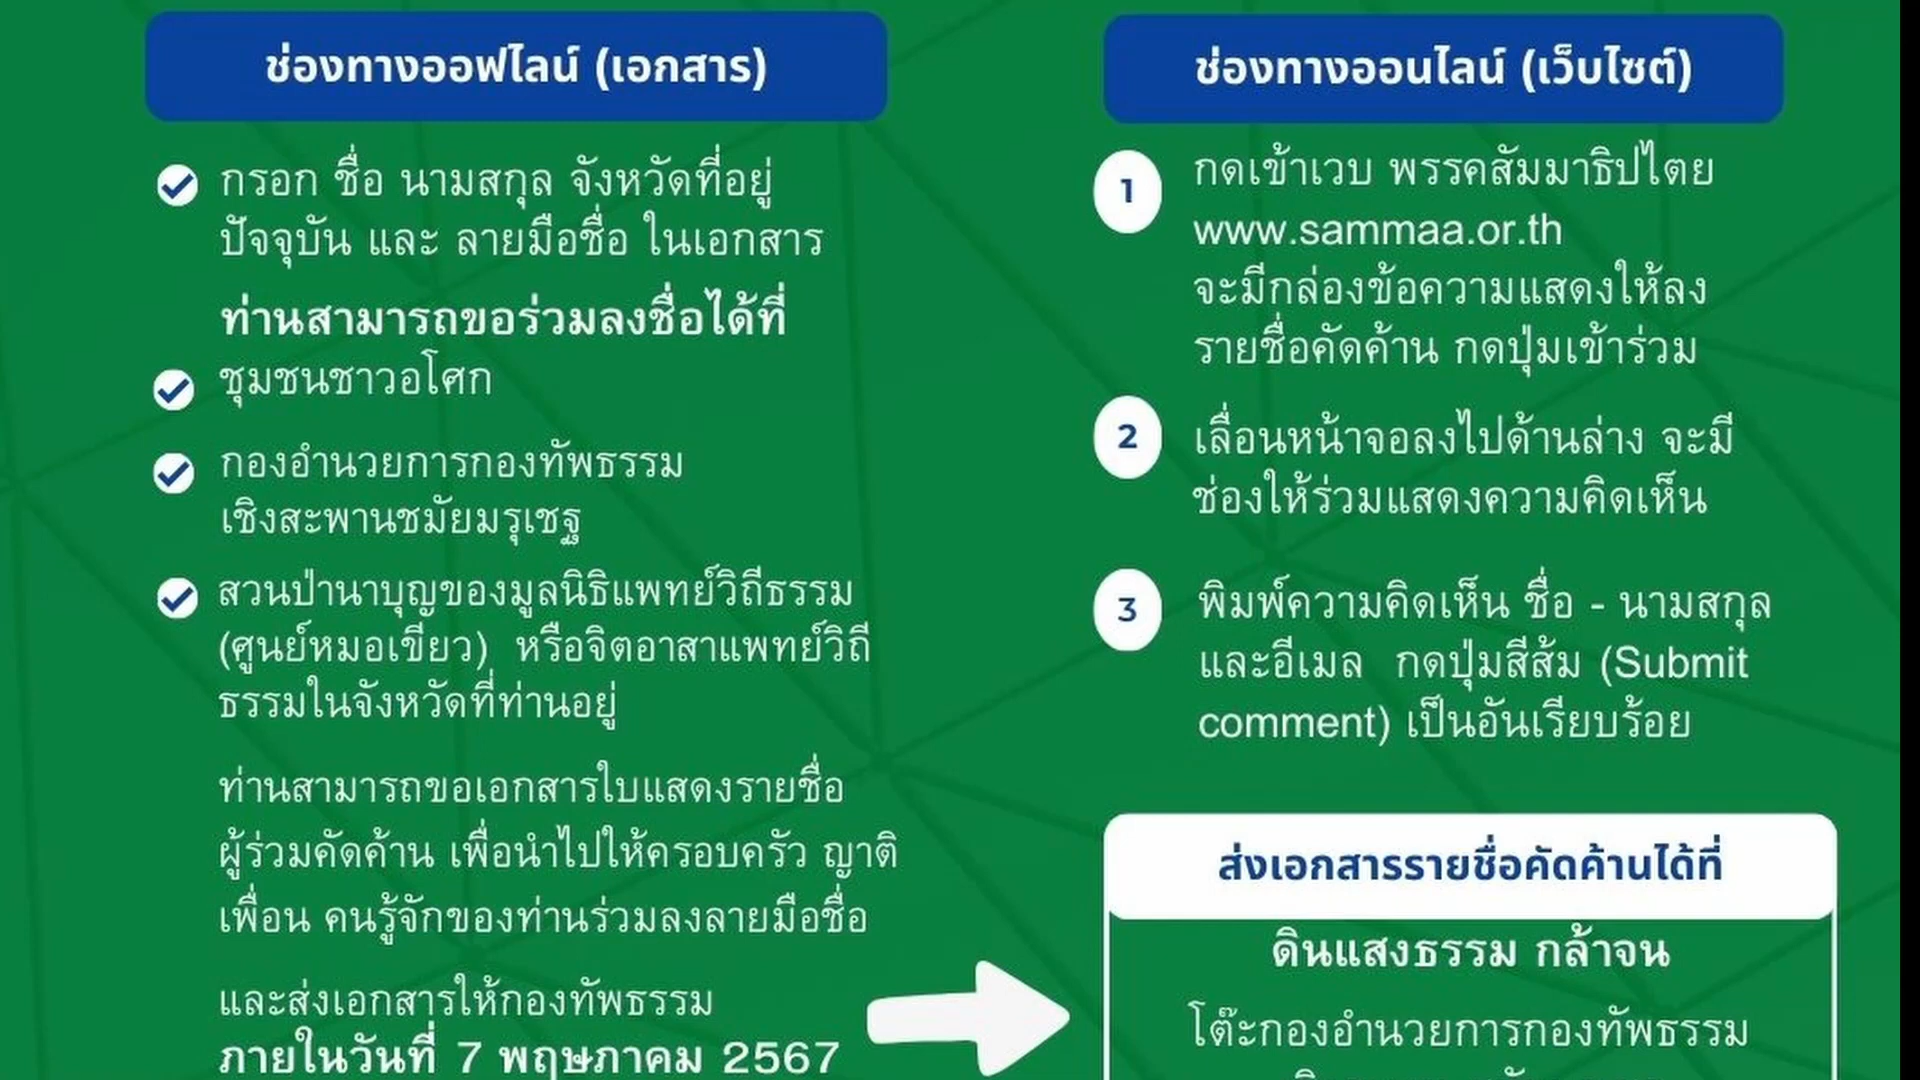 ช่องทางออฟไลน์ (เอกสาร)
กรอก ชื่อ นามสกุล จังหวัดที่อยู่
ปัจจุบัน และ ลายมือชื่อ ในเอกสาร
ท่านสามารถขอร่วมลงชื่อได้ที่
ชุมชนชาวอโศก
กองอำนวยการกองทัพธรรม
เชิงสะพานชมัยมรุเชฐ
สวนป่านาบุญของมูลนิธิแพทย์วิถีธรรม
(ศูนย์หมอเขียว) หรือจิตอาสาแพทย์วิถี
ธรรมในจังหวัดที่ท่านอยู่
ท่านสามารถขอเอกสารใบแสดงรายชื่อ
ผู้ร่วมคัดค้าน เพื่อนำไปให้ครอบครัว ญาติ
เพื่อน คนรู้จักของท่านร่วมลงลายมือชื่อ
และส่งเอกสารให้กองทัพธรรม
ภายในวันที่ 7 พฤษภาคม 2567
ช่องทางออนไลน์ (เว็บไซต์)
1
กดเข้าเวบ พรรคสัมมาธิปไตย
www.sammaa.or.th
จะมีกล่องข้อความแสดงให้ลง
รายชื่อคัดค้าน กดปุ่มเข้าร่วม
2
เลื่อนหน้าจอลงไปด้านล่าง จะมี
ช่องให้ร่วมแสดงความคิดเห็น
3
พิมพ์ความคิดเห็น ชื่อ - นามสกุล
และอีเมล กดปุ่มสีส้ม (Submit
comment) เป็นอันเรียบร้อย
ส่งเอกสารรายชื่อคัดค้านได้ที่
ดินแสงธรรม กล้าจน
โต๊ะกองอำนวยการกองทัพธรรม